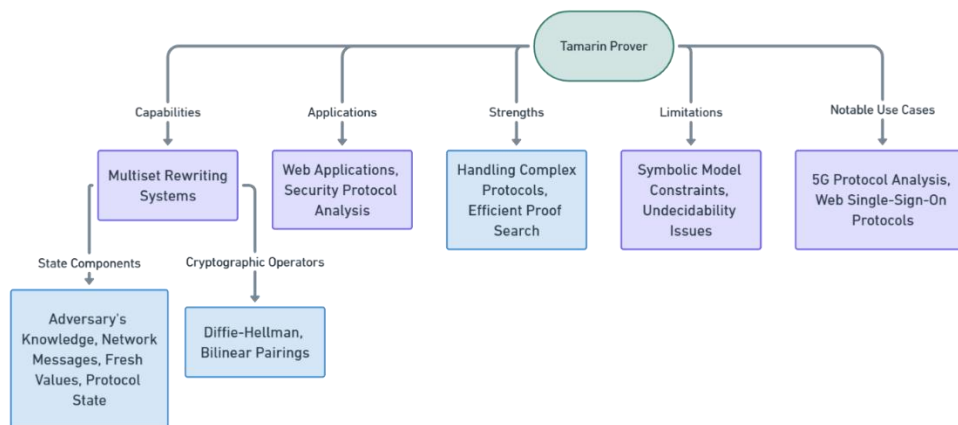 Tamarin Prover
Capabilities
Applications
Strengths
Limitations
Notable Use Cases
Multiset Rewriting
Systems
Web Applications,
Security Protocol
Analysis
Handling Complex
Protocols,
Efficient Proof
Search
Symbolic Model
Constraints,
Undecidability
Issues
5G Protocol Analysis,
Web Single-Sign-On
Protocols
State Components
Cryptographic Operators
Adversary's
Knowledge, Network
Messages, Fresh
Values, Protocol
State
Diffie-Hellman,
Bilinear Pairings